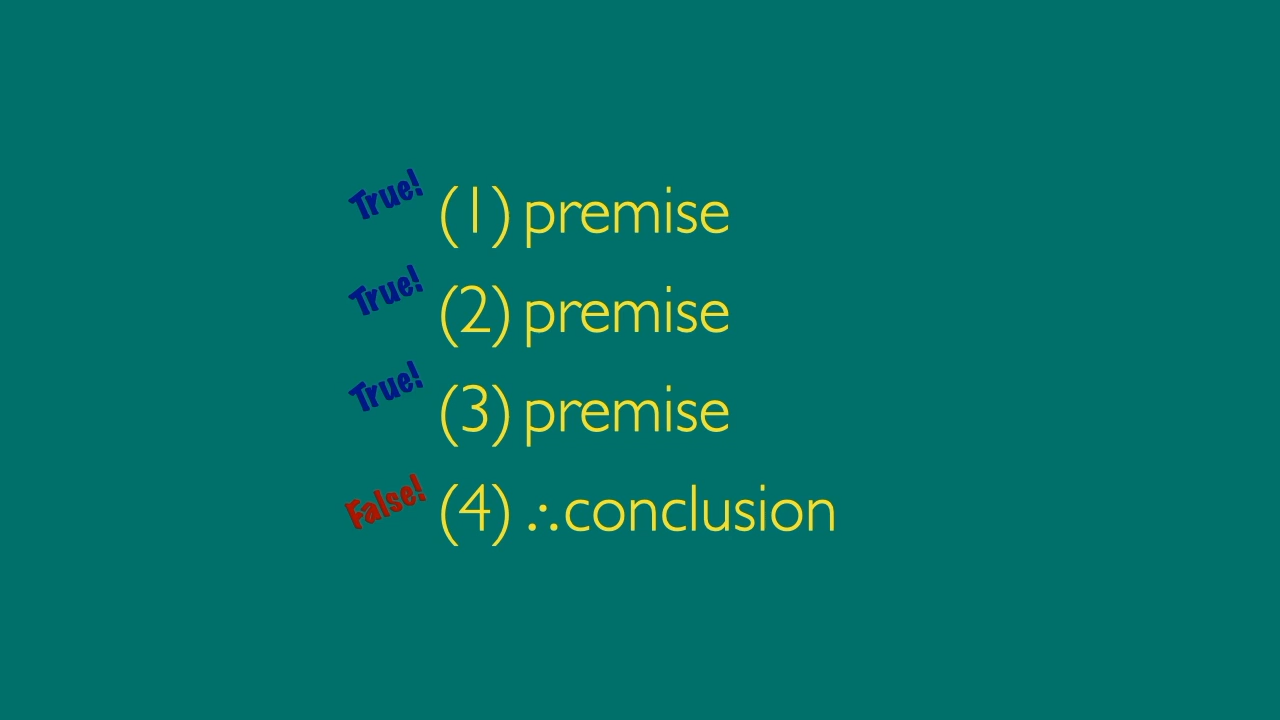 True! (1) premise
True! (2) premise
True! (3) premise
False! (4) ∴conclusion